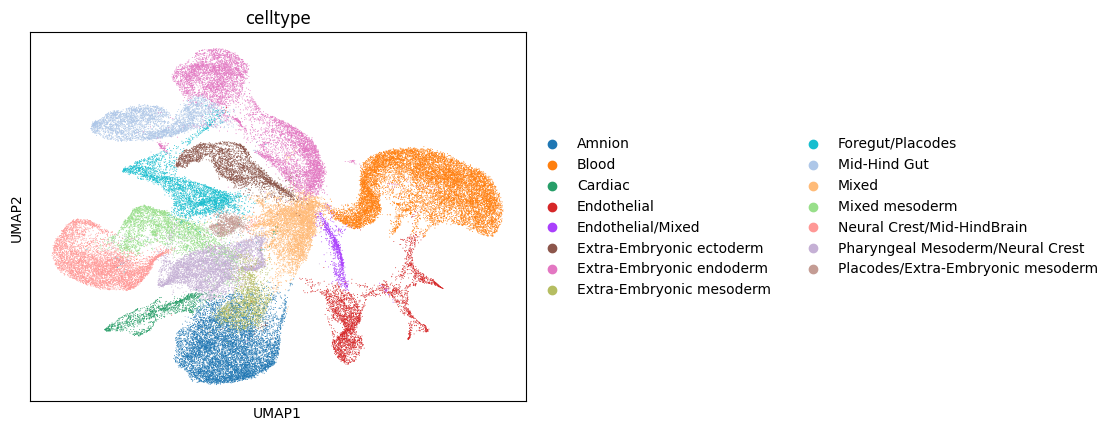 celltype
UMAP2
UMAP1
Amnion
Blood
Cardiac
Endothelial
Endothelial/Mixed
Extra-Embryonic ectoderm
Extra-Embryonic endoderm
Extra-Embryonic mesoderm
Foregut/Placodes
Mid-Hind Gut
Mixed
Mixed mesoderm
Neural Crest/Mid-HindBrain
Pharyngeal Mesoderm/Neural Crest
Placodes/Extra-Embryonic mesoderm